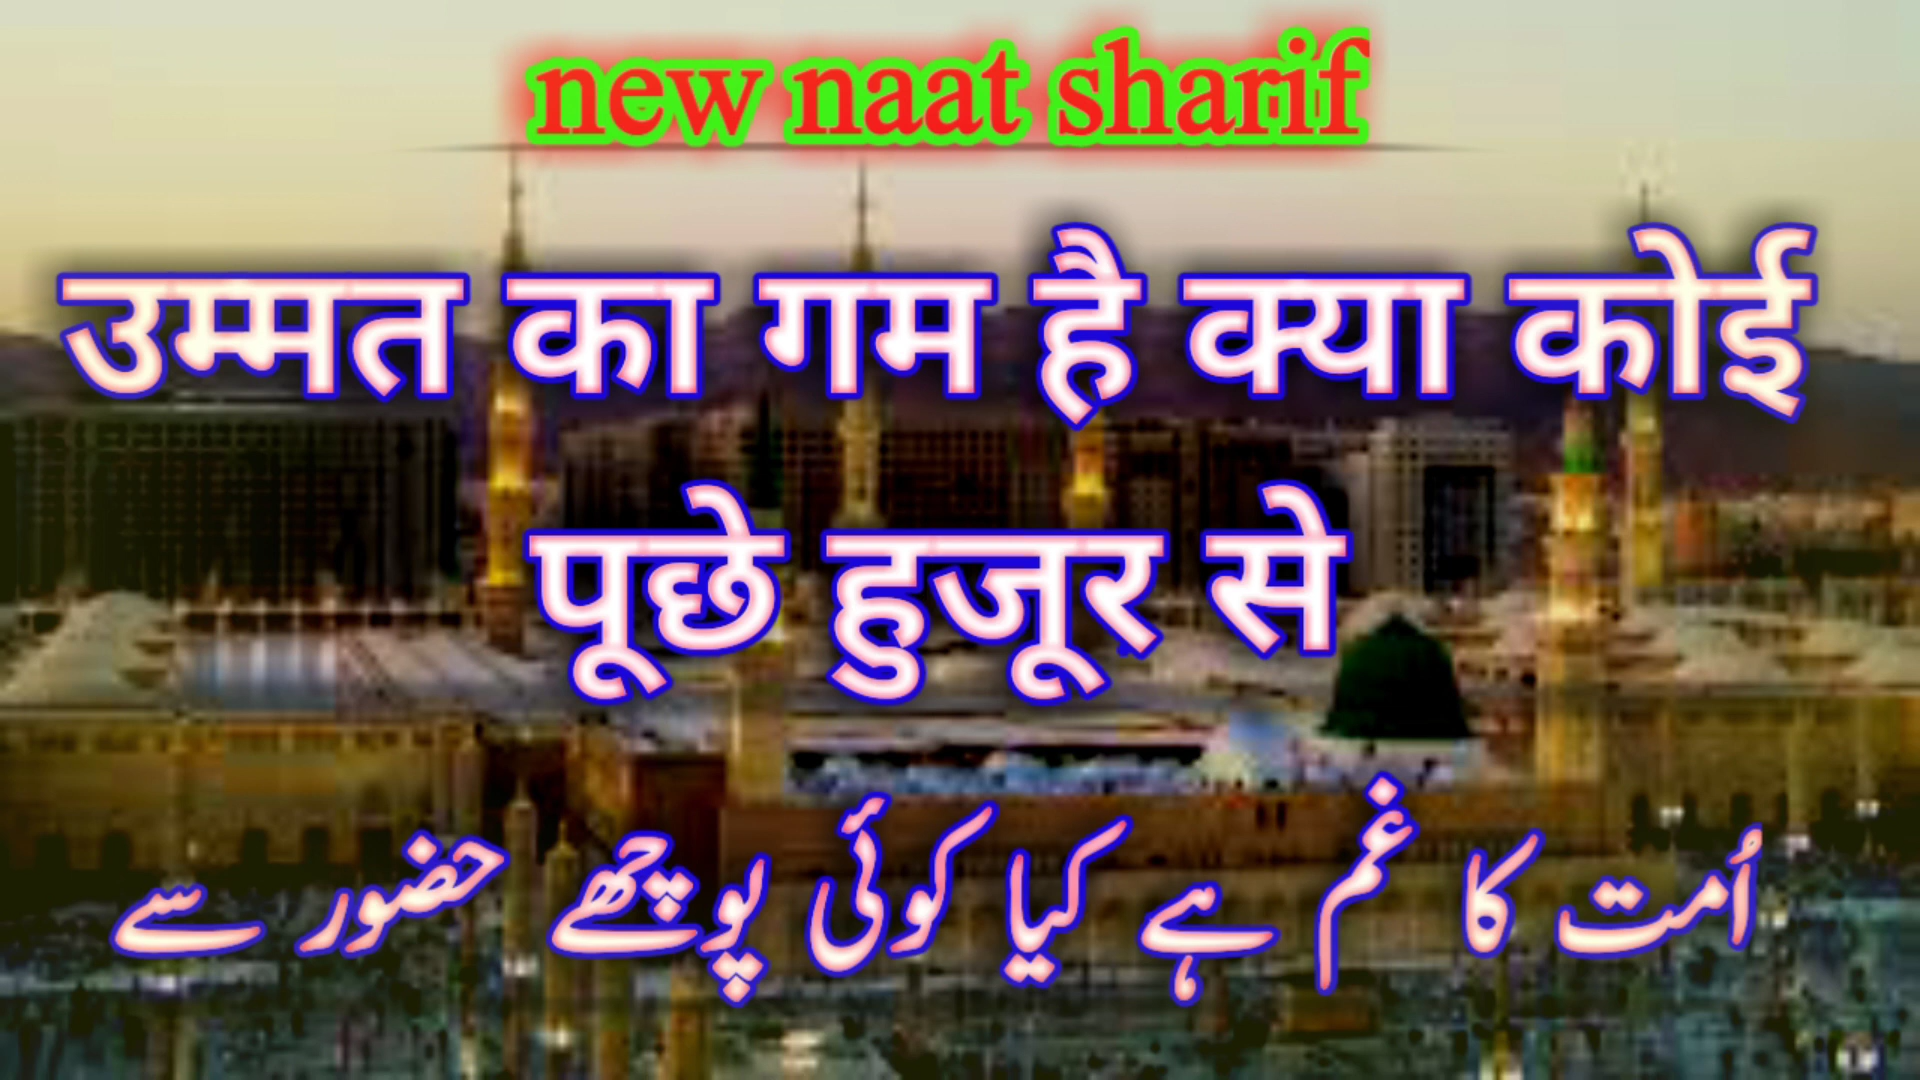 new naat sharif
उम्मत का गम है क्या कोई
पूछे हुजूर से
اُمت کا غم ہے کیا کوئی پوچھے حضور سے